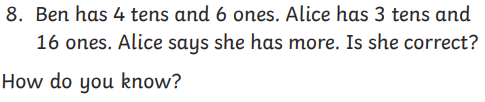 8. Ben has 4 tens and 6 ones. Alice has 3 tens and
16 ones. Alice says she has more. Is she correct?
How do you know?